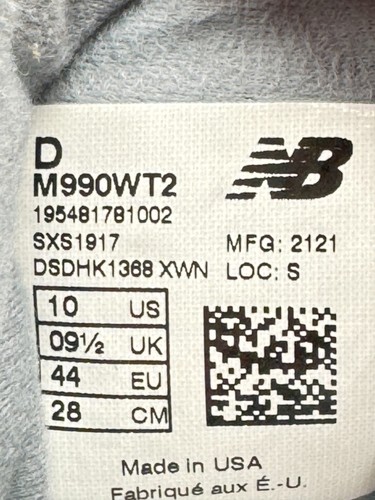 D
NB
M990WT2
195481781002
SXS1917
MFG: 2121
DSDHK1368 XWN
LOC: S
10 US
09½ UK
44 EU
28 CM
Made in USA
Fabriqué aux É.-U.